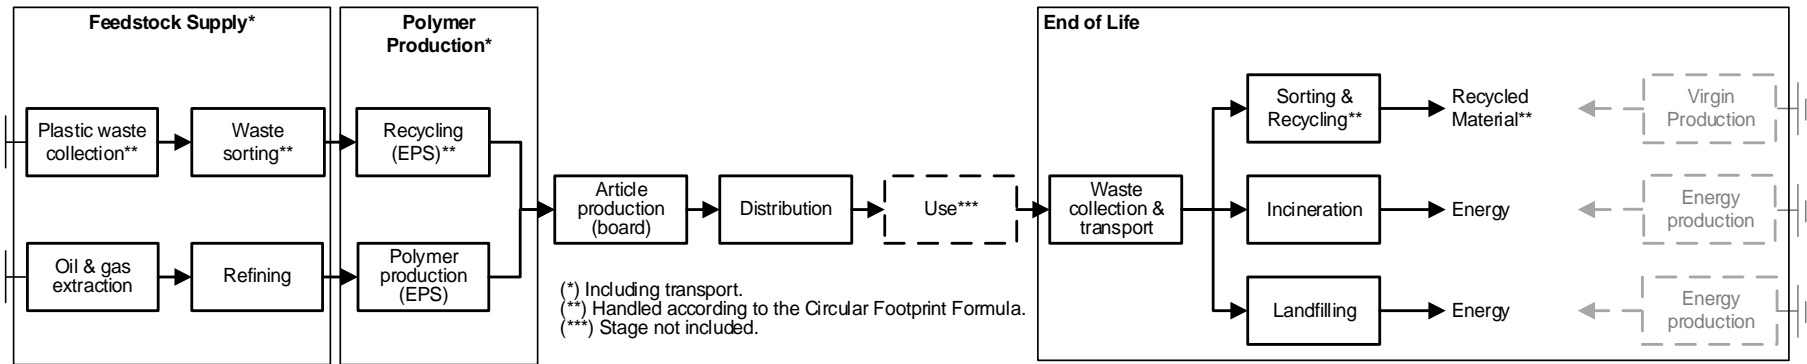 Feedstock Supply*
Polymer
Production*
End of Life
Plastic waste
collection**
Waste
sorting**
Recycling
(EPS)**
Oil & gas
extraction
Refining
Polymer
production
(EPS)
Article
production
(board)
Distribution
Use***
(*) Including transport.
(**) Handled according to the Circular Footprint Formula.
(***) Stage not included.
Waste
collection &
transport
Sorting &
Recycling**
Recycled
Material**
Virgin
Production
Incineration
Energy
Energy
production
Landfilling
Energy
Energy
production